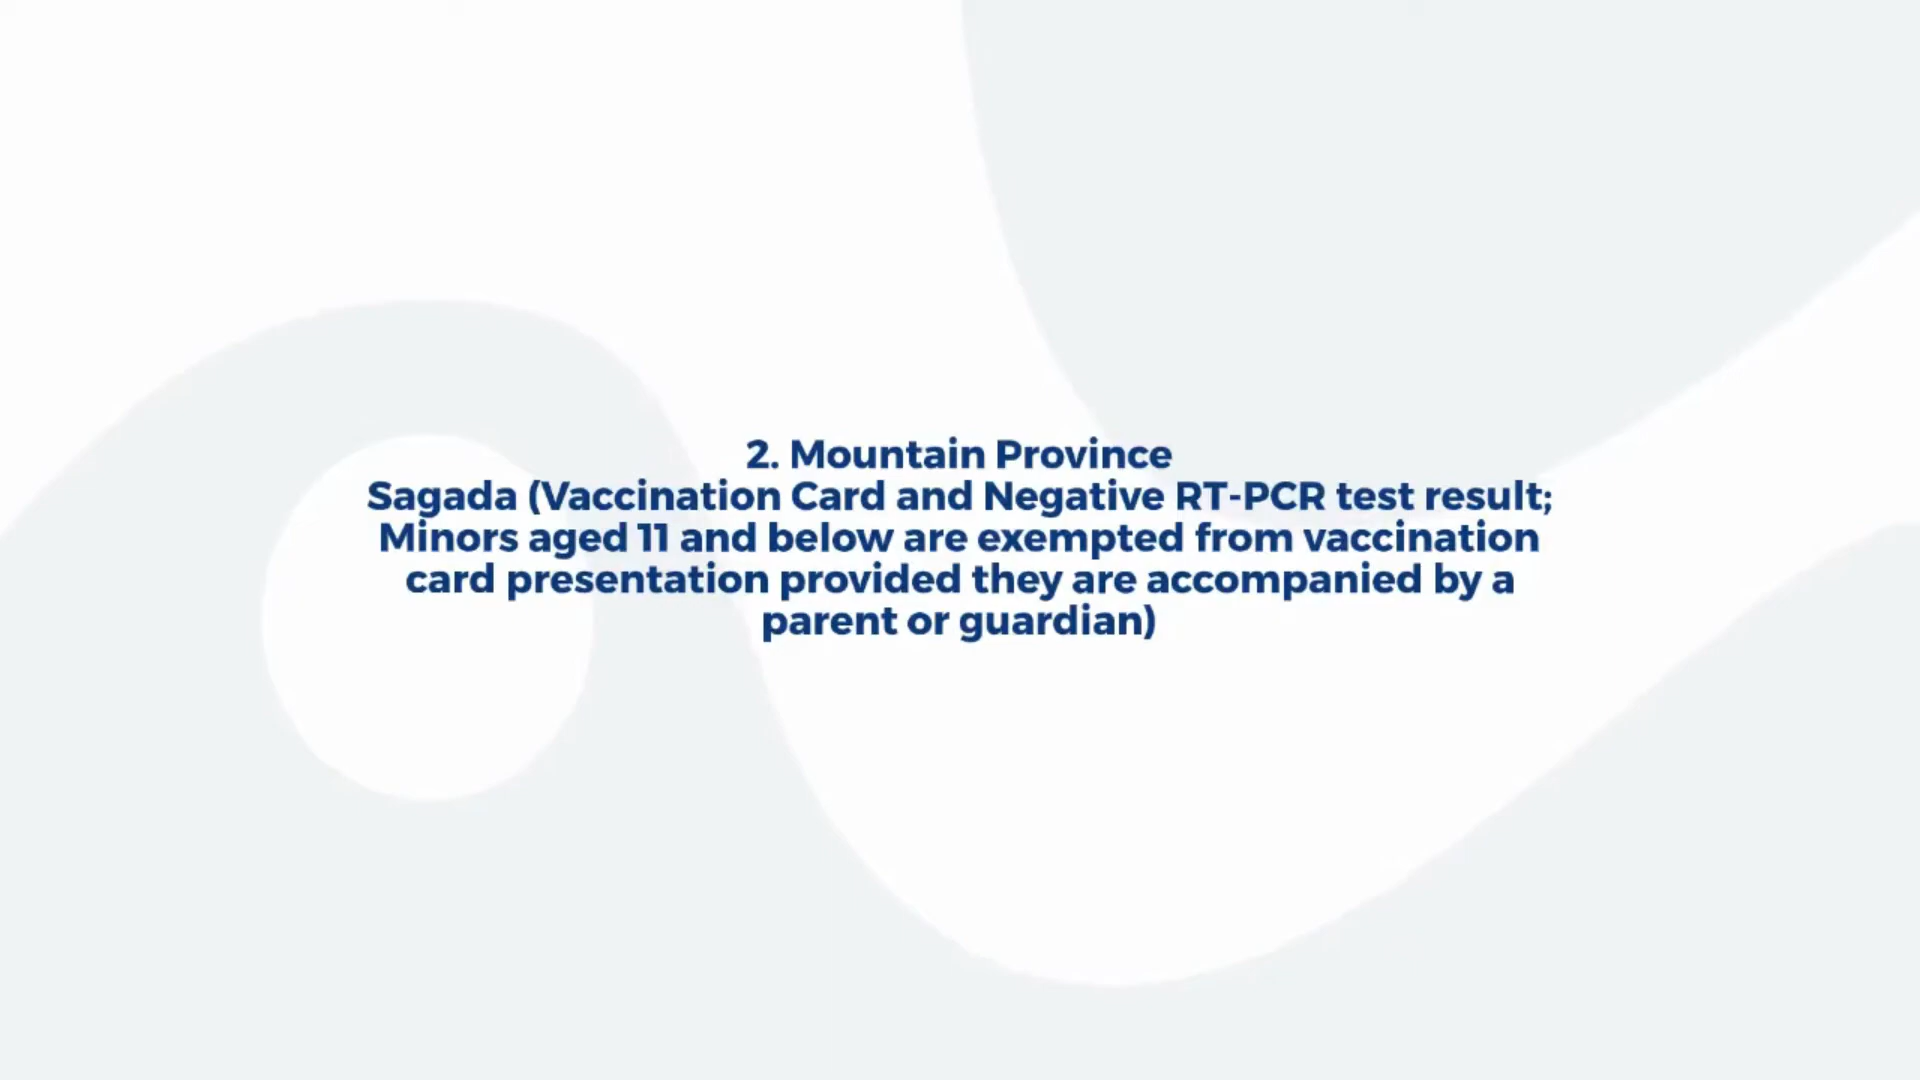 2. Mountain Province
Sagada (Vaccination Card and Negative RT-PCR test result;
Minors aged 11 and below are exempted from vaccination
card presentation provided they are accompanied by a
parent or guardian)